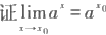 证 lim a^x = a^{x_0}
x→x_0